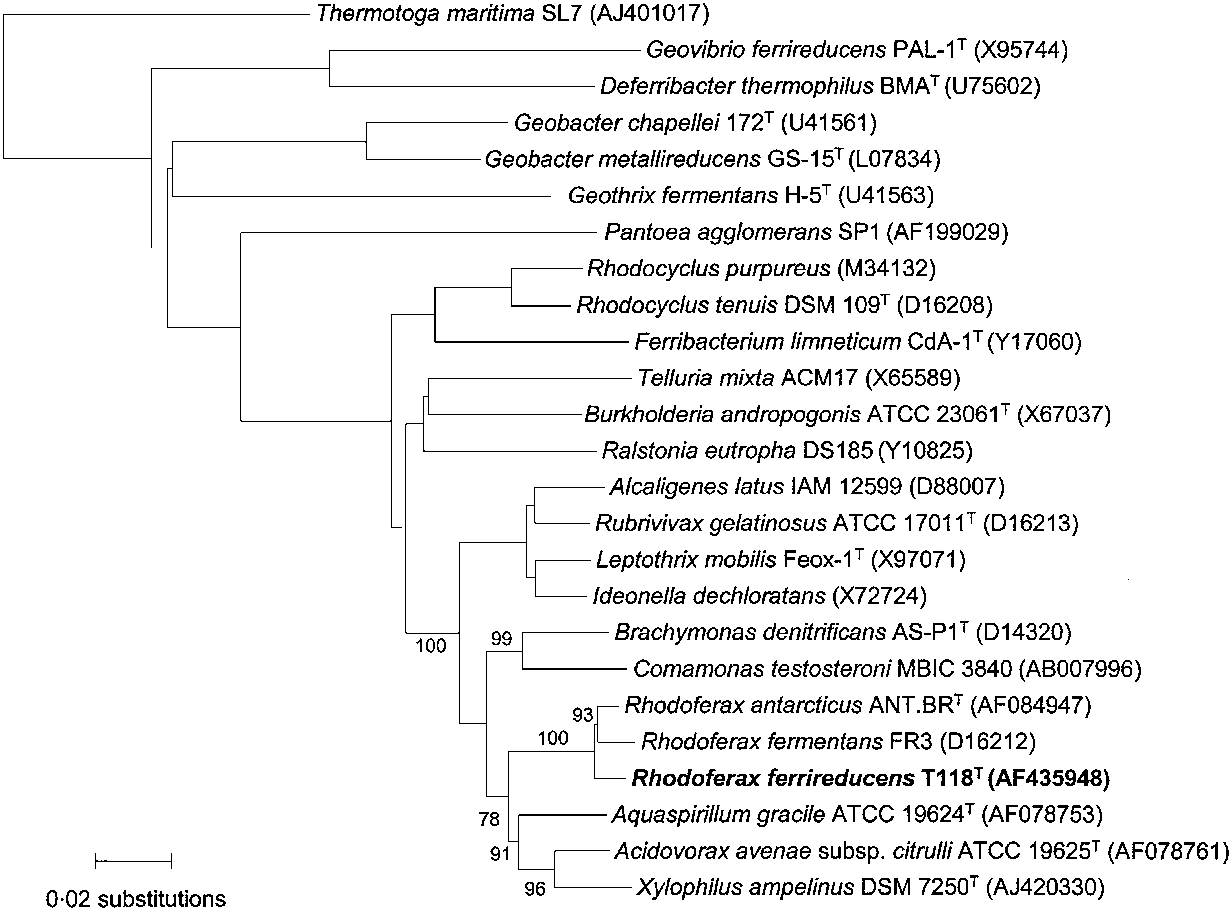 Thermotoga maritima SL7 (AJ401017)
Geovibrio ferrireducens PAL-1ᵀ (X95744)
Deferribacter thermophilus BMAᵀ (U75602)
Geobacter chapellei 172ᵀ (U41561)
Geobacter metallireducens GS-15ᵀ (L07834)
Geothrix fermentans H-5ᵀ (U41563)
Pantoea agglomerans SP1 (AF199029)
Rhodocyclus purpureus (M34132)
Rhodocyclus tenuis DSM 109ᵀ (D16208)
Ferribacterium limneticum CdA-1ᵀ (Y17060)
Telluria mixta ACM17 (X65589)
Burkholderia andropogonis ATCC 23061ᵀ (X67037)
Ralstonia eutropha DS185 (Y10825)
Alcaligenes latus IAM 12599 (D88007)
Rubrivivax gelatinosus ATCC 17011ᵀ (D16213)
Leptothrix mobilis Feox-1ᵀ (X97071)
Ideonella dechloratans (X72724)
100
99
Brachymonas denitrificans AS-P1ᵀ (D14320)
Comamonas testosteroni MBIC 3840 (AB007996)
93
Rhodoferax antarcticus ANT.BRᵀ (AF084947)
100
Rhodoferax fermentans FR3 (D16212)
Rhodoferax ferrireducens T118ᵀ (AF435948)
78
Aquaspirillum gracile ATCC 19624ᵀ (AF078753)
91
Acidovorax avenae subsp. citrulli ATCC 19625ᵀ (AF078761)
96
Xylophilus ampelinus DSM 7250ᵀ (AJ420330)
0·02 substitutions